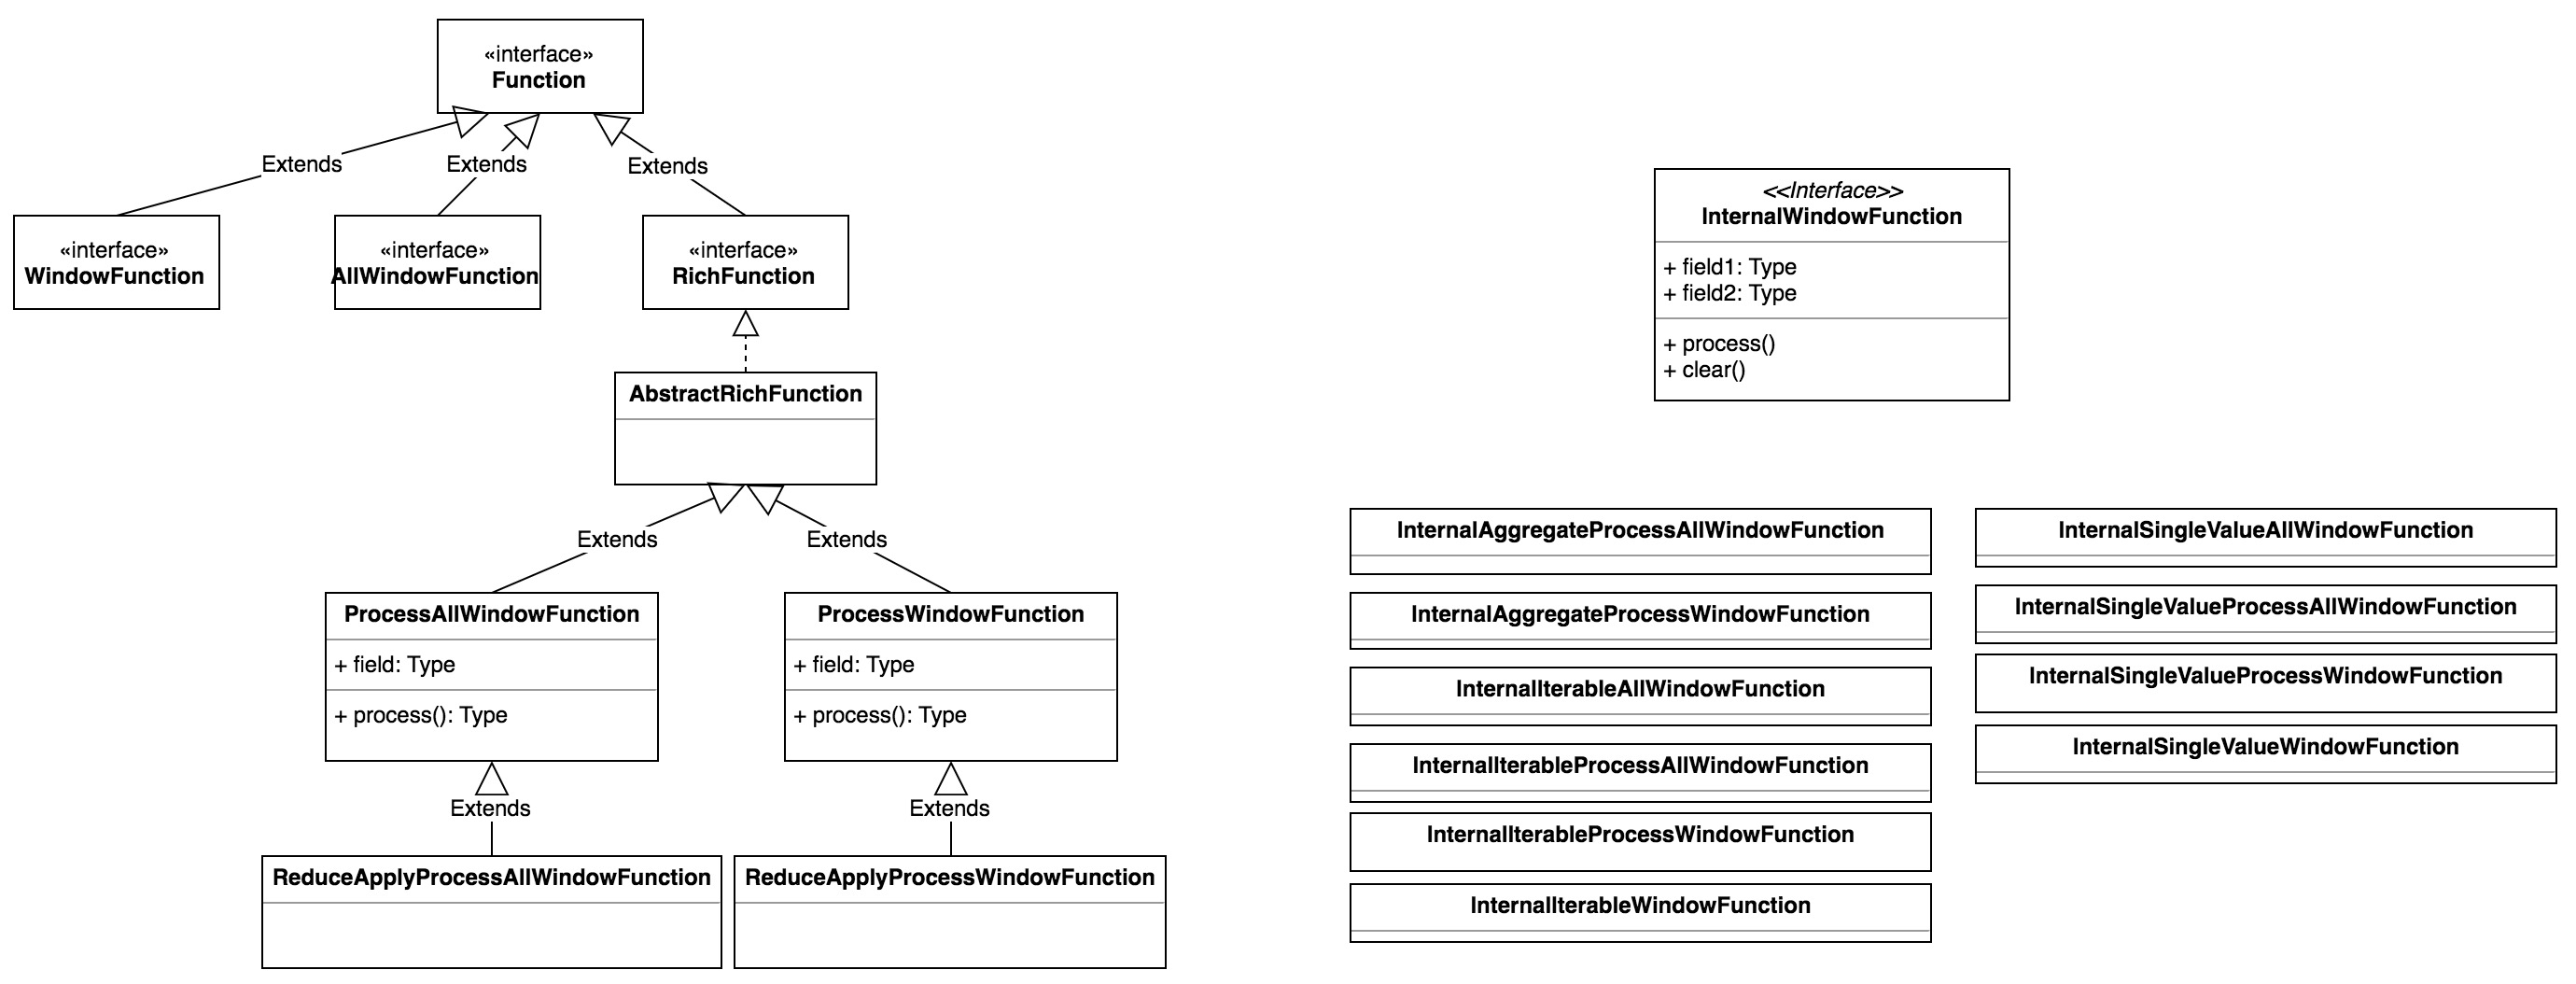 «interface»
Function
Extends
Extends
Extends
«interface»
WindowFunction
«interface»
AllWindowFunction
«interface»
RichFunction
AbstractRichFunction
Extends
Extends
ProcessAllWindowFunction
+ field: Type
+ process(): Type
ProcessWindowFunction
+ field: Type
+ process(): Type
Extends
Extends
ReduceApplyProcessAllWindowFunction
ReduceApplyProcessWindowFunction
<<Interface>>
InternalWindowFunction
+ field1: Type
+ field2: Type
+ process()
+ clear()
InternalAggregateProcessAllWindowFunction
InternalAggregateProcessWindowFunction
InternalIterableAllWindowFunction
InternalIterableProcessAllWindowFunction
InternalIterableProcessWindowFunction
InternalIterableWindowFunction
InternalSingleValueAllWindowFunction
InternalSingleValueProcessAllWindowFunction
InternalSingleValueProcessWindowFunction
InternalSingleValueWindowFunction